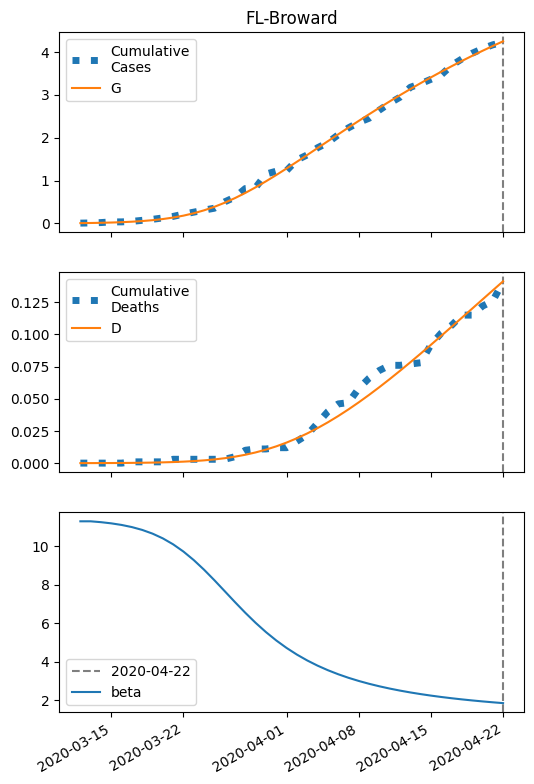 FL-Broward
4
3
2
1
0
Cumulative
Cases
G
0.125
0.100
0.075
0.050
0.025
0.000
Cumulative
Deaths
D
10
8
6
4
2
2020-04-22
beta
2020-03-15
2020-03-22
2020-04-01
2020-04-08
2020-04-15
2020-04-22